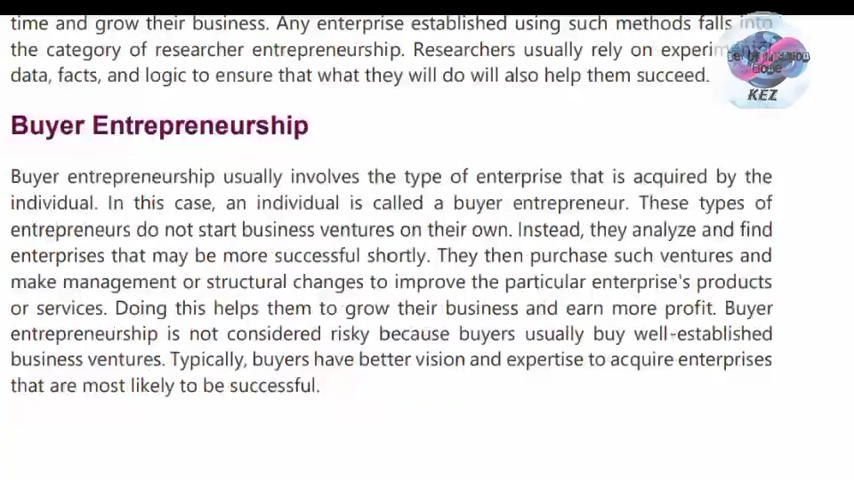 time and grow their business. Any enterprise established using such methods falls into
the category of researcher entrepreneurship. Researchers usually rely on
data, facts, and logic to ensure that what they will do will also help them succeed.
KEZ
Buyer Entrepreneurship
Buyer entrepreneurship usually involves the type of enterprise that is acquired by the
individual. In this case, an individual is called a buyer entrepreneur. These types of
entrepreneurs do not start business ventures on their own. Instead, they analyze and find
enterprises that may be more successful shortly. They then purchase such ventures and
make management or structural changes to improve the particular enterprise's products
or services. Doing this helps them to grow their business and earn more profit. Buyer
entrepreneurship is not considered risky because buyers usually buy well-established
business ventures. Typically, buyers have better vision and expertise to acquire enterprises
that are most likely to be successful.